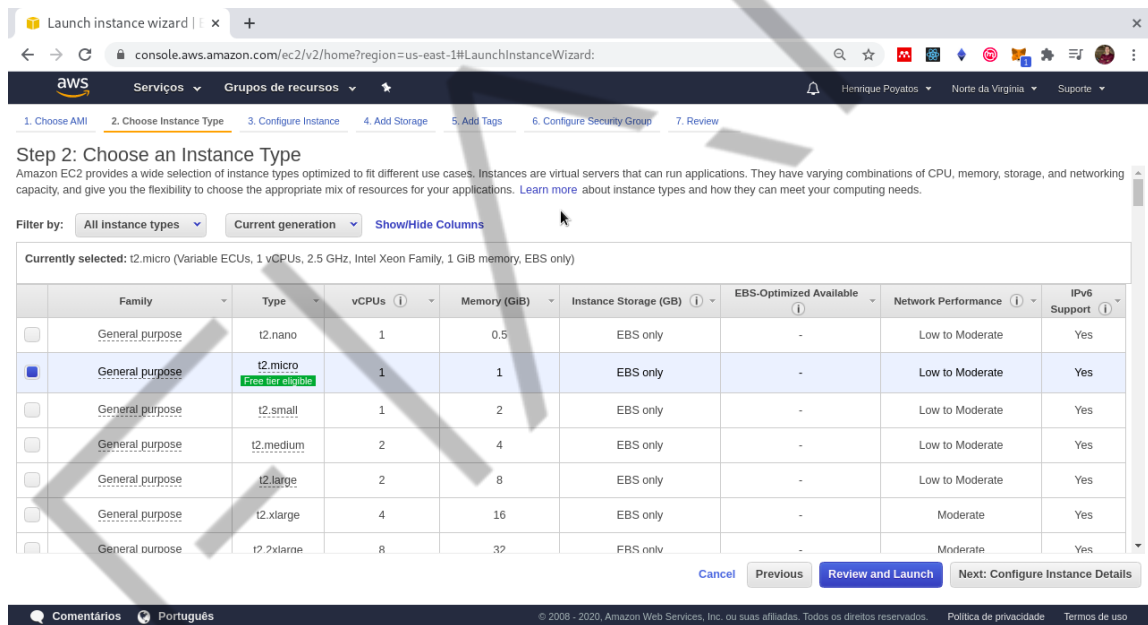 Launch instance wizard | E
console.aws.amazon.com/ec2/v2/home?region=us-east-1#LaunchInstanceWizard:
1
aws
Serviços
Grupos de recursos
Henrique Poyatos
Norte da Virgínia
Suporte
1. Choose AMI
2. Choose Instance Type
3. Configure Instance
4. Add Storage
5. Add Tags
6. Configure Security Group
7. Review
Step 2: Choose an Instance Type
Amazon EC2 provides a wide selection of instance types optimized to fit different use cases. Instances are virtual servers that can run applications. They have varying combinations of CPU, memory, storage, and networking
capacity, and give you the flexibility to choose the appropriate mix of resources for your applications. Learn more about instance types and how they can meet your computing needs.
Filter by: All instance types Current generation Show/Hide Columns
Currently selected: t2.micro (Variable ECUs, 1 vCPUs, 2.5 GHz, Intel Xeon Family, 1 GiB memory, EBS only)
Family Type vCPUs Memory (GiB) Instance Storage (GB) EBS-Optimized Available Network Performance IPv6 Support
General purpose t2.nano 1 0.5 EBS only - Low to Moderate Yes
General purpose t2.micro 1 1 EBS only - Low to Moderate Yes
Free tier eligible
General purpose t2.small 1 2 EBS only - Low to Moderate Yes
General purpose t2.medium 2 4 EBS only - Low to Moderate Yes
General purpose t2.large 2 8 EBS only - Low to Moderate Yes
General purpose t2.xlarge 4 16 EBS only - Moderate Yes
General purpose t2.2xlarge 8 32 EBS only - Moderate Yes
Cancel Previous Review and Launch Next: Configure Instance Details
Comentários Português © 2008 - 2020, Amazon Web Services, Inc. ou suas afiliadas. Todos os direitos reservados. Política de privacidade Termos de uso